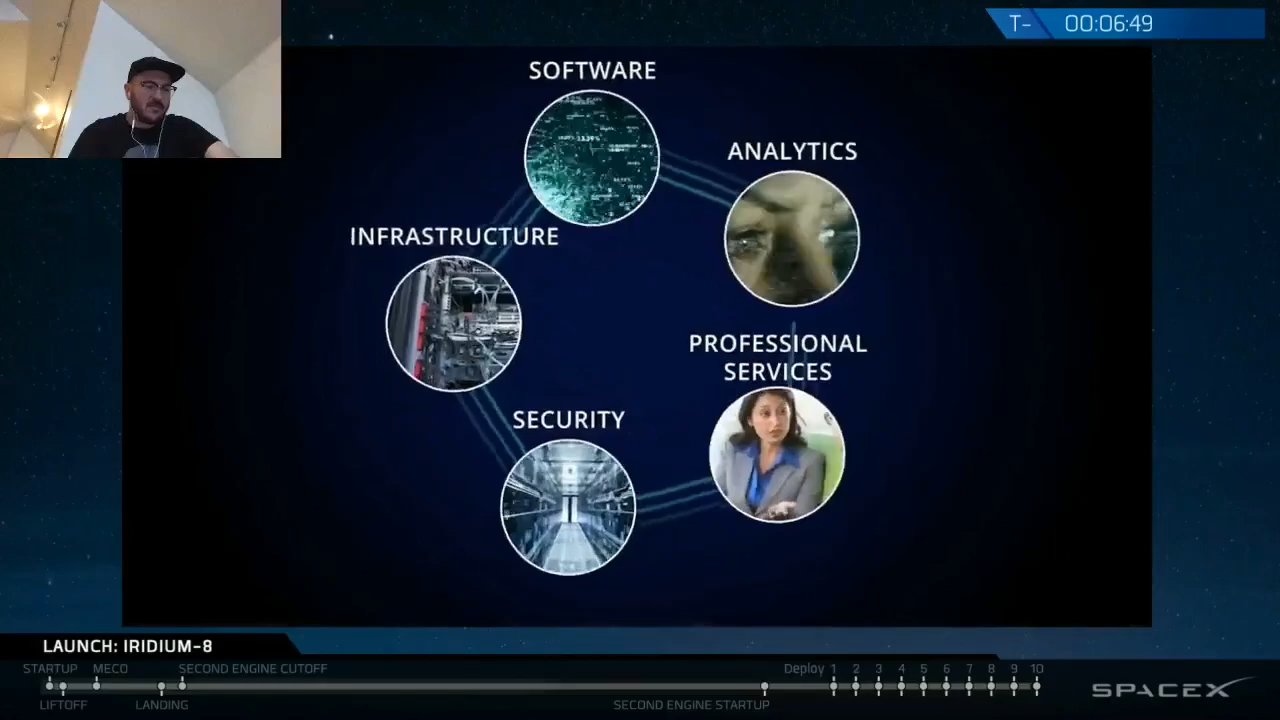 T- 00:06:49
SOFTWARE
ANALYTICS
INFRASTRUCTURE
PROFESSIONAL
SERVICES
SECURITY
LAUNCH: IRIDIUM-8
STARTUP MECO SECOND ENGINE CUTOFF Deploy 1 2 3 4 5 6 7 8 9 10
LIFTOFF LANDING SECOND ENGINE STARTUP
SPACEX